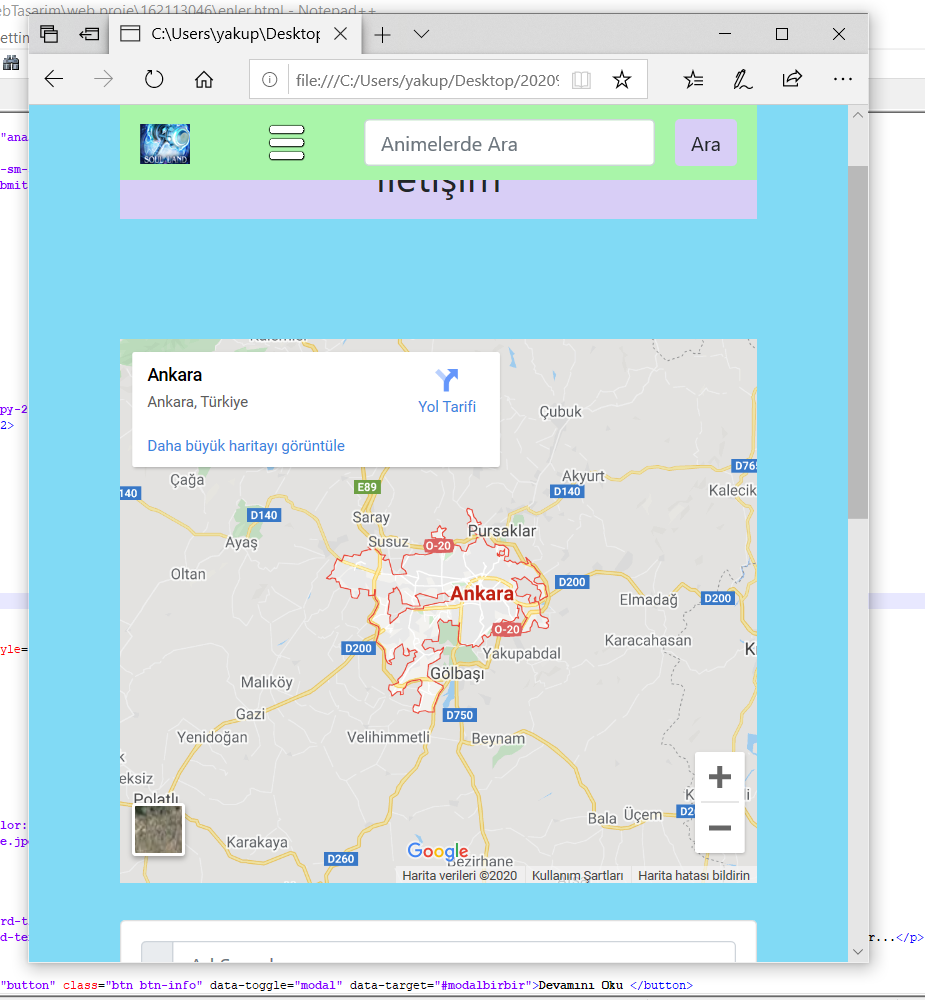 ebTasarim\web proje\162113046\enler.html - Notepad++
C:\Users\yakup\Desktop
file:///C:/Users/yakup/Desktop/2020
SOUL LAND
Animelerde Ara
Ara
İletişim
Ankara
Ankara, Türkiye
Yol Tarifi
Daha büyük haritayı görüntüle
Çubuk
Akyurt
D140
D765
Kalecik
Çağa
E89
140
D140
Saray
Pursaklar
Ayaş
Susuz
O-20
Oltan
D200
Ankara
Elmadağ
D200
O-20
Karacahasan
D200
Yakupabdal
Gölbaşı
Malıköy
D750
Gazi
Yenidoğan
Velihimmetli
Beynam
eksiz
Polatlı
Bala
Üçem
D2
Karakaya
D260
Google
Bezirhane
Harita verileri ©2020
Kullanım Şartları
Harita hatası bildirin
"ana
-sm-
bmit
py-2
2>
yle=
lor:
e.jp
rd-t
d-te
r...</p>
"button" class="btn btn-info" data-toggle="modal" data-target="#modalbirbir">Devamını Oku </button>